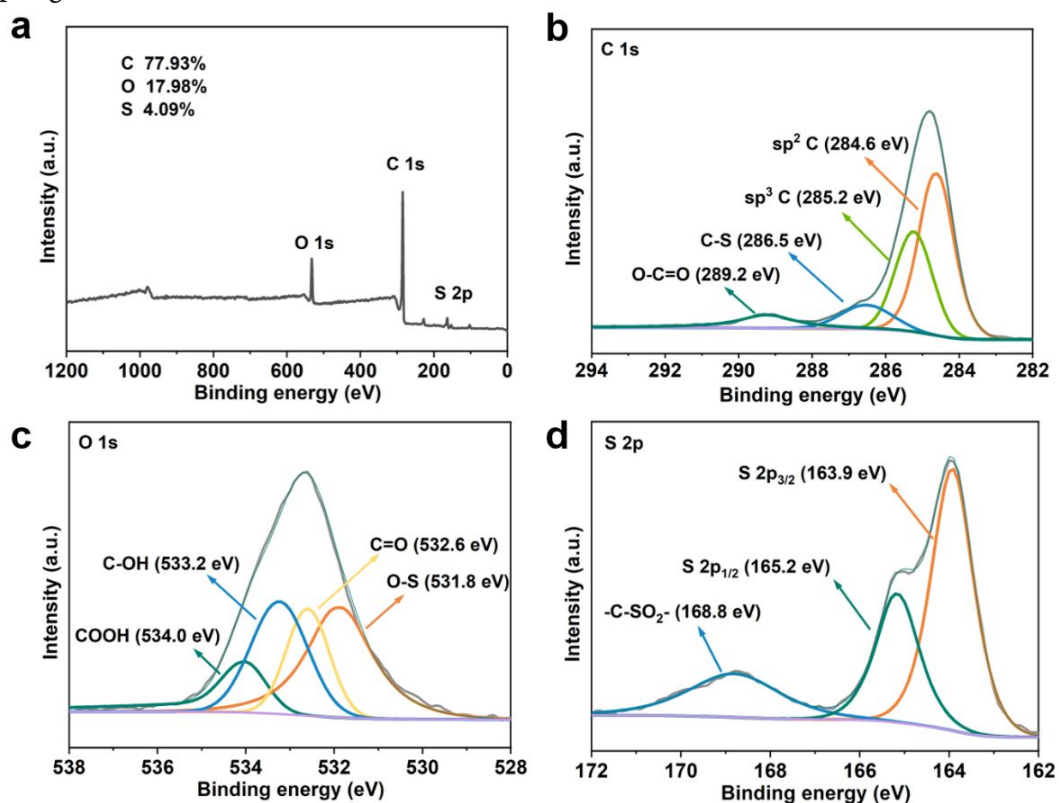 a
C 77.93%
O 17.98%
S 4.09%
C 1s
O 1s
S 2p
Intensity (a.u.)
1200 1000 800 600 400 200 0
Binding energy (eV)
b
C 1s
sp² C (284.6 eV)
sp³ C (285.2 eV)
C-S (286.5 eV)
O-C=O (289.2 eV)
Intensity (a.u.)
294 292 290 288 286 284 282
Binding energy (eV)
c
O 1s
C=O (532.6 eV)
C-OH (533.2 eV)
O-S (531.8 eV)
COOH (534.0 eV)
Intensity (a.u.)
538 536 534 532 530 528
Binding energy (eV)
d
S 2p
S 2p3/2 (163.9 eV)
S 2p1/2 (165.2 eV)
-C-SO2- (168.8 eV)
Intensity (a.u.)
172 170 168 166 164 162
Binding energy (eV)